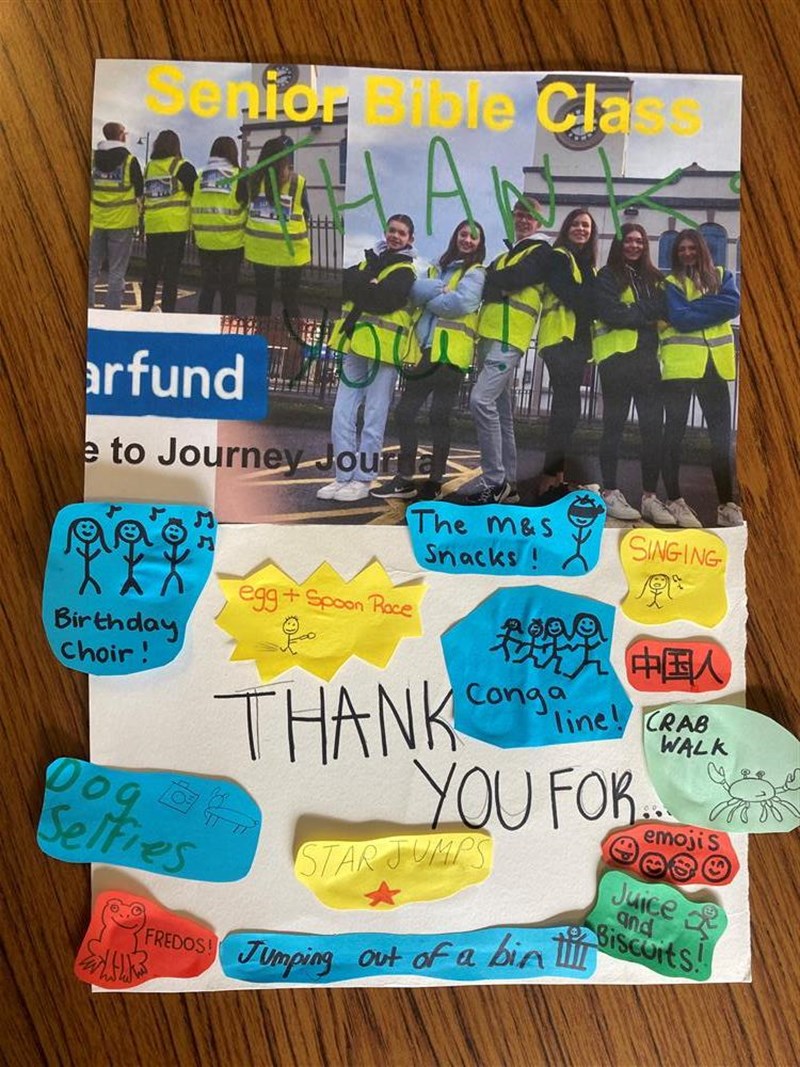 Senior Bible Class
THANK
You!
arfund
e to Journey Journa
The m&s
Snacks!
SINGING
egg + Spoon Race
Birthday
Choir!
中国人
Conga
line!
THANK
YOU FOR...
CRAB
WALK
Dog
Selfies
STAR JUMPS
emojis
Juice
and
Biscuits!
FREDOS!
Jumping out of a bin